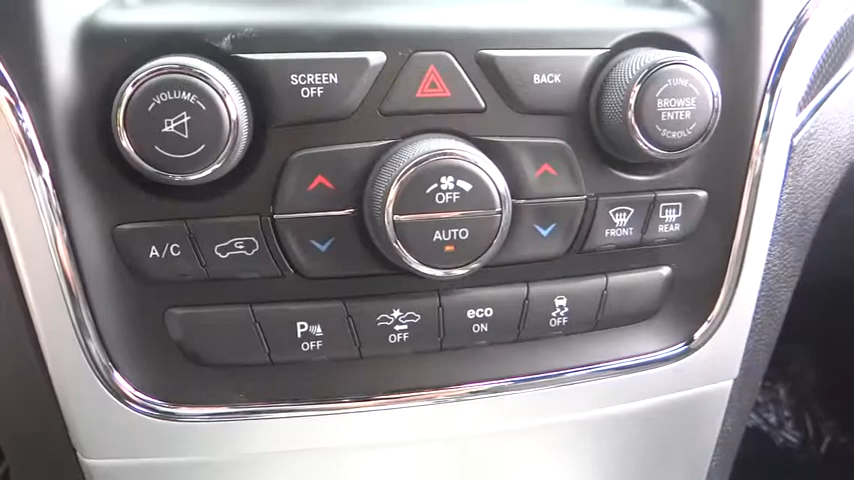 VOLUME
SCREEN
OFF
BACK
TUNE
BROWSE
ENTER
SCROLL
OFF
AUTO
A/C
FRONT
REAR
P
OFF
OFF
eco
ON
OFF